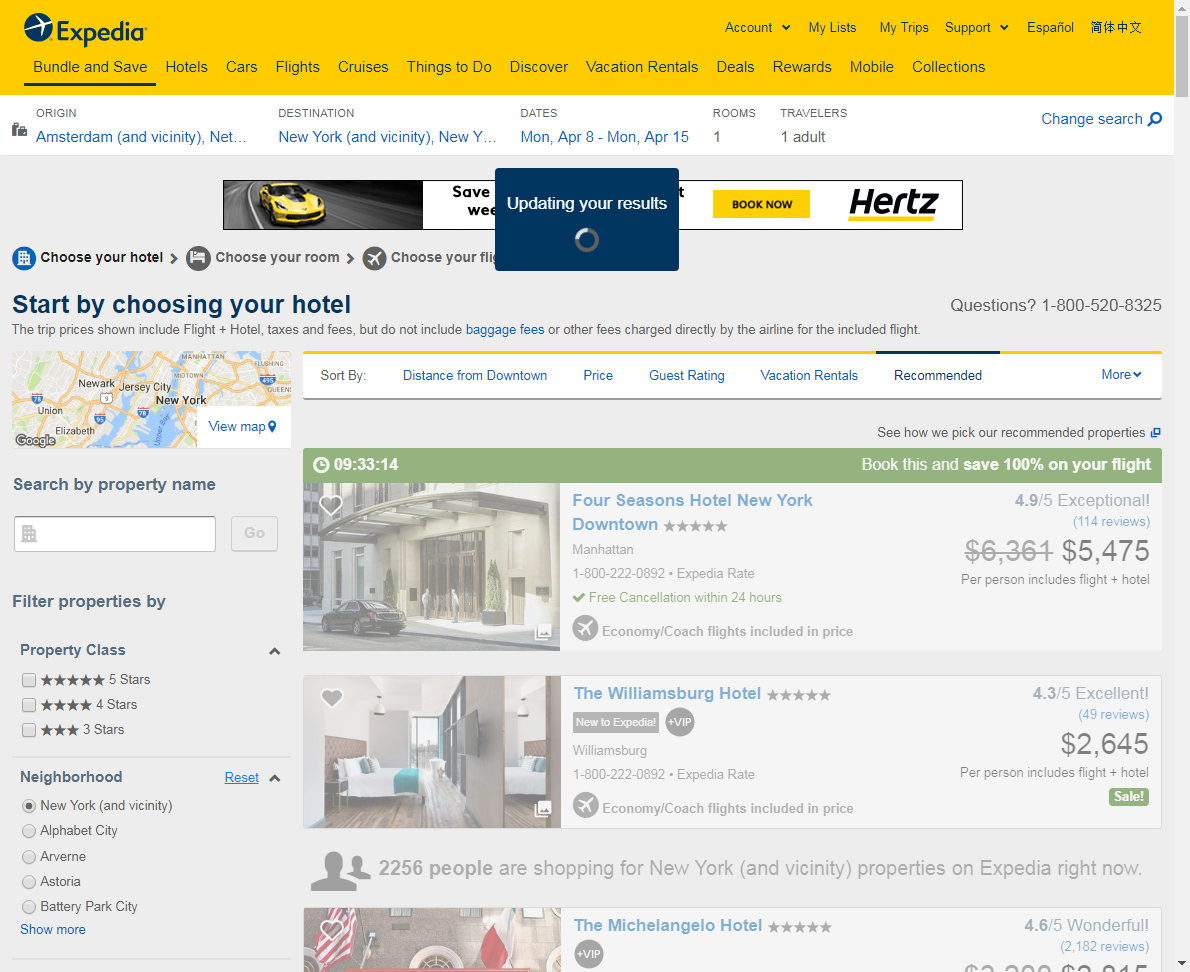 Expedia
Account My Lists My Trips Support Español 简体中文
Bundle and Save Hotels Cars Flights Cruises Things to Do Discover Vacation Rentals Deals Rewards Mobile Collections
ORIGIN DESTINATION DATES ROOMS TRAVELERS
Amsterdam (and vicinity), Net... New York (and vicinity), New Y... Mon, Apr 8 - Mon, Apr 15 1 1 adult
Change search
Save
BOOK NOW
Hertz
Updating your results
Choose your hotel Choose your room Choose your
Start by choosing your hotel
Questions? 1-800-520-8325
The trip prices shown include Flight + Hotel, taxes and fees, but do not include baggage fees or other fees charged directly by the airline for the included flight.
MANHATTAN
FLUSHING
MIDTOWN
Newark
Jersey City
495
QUEENS
9
78
New York
Union
78
95
Elizabeth
Upper Bay
Google
View map
Sort By: Distance from Downtown Price Guest Rating Vacation Rentals Recommended More
See how we pick our recommended properties
Search by property name
Go
Filter properties by
Property Class
5 Stars
4 Stars
3 Stars
Neighborhood Reset
New York (and vicinity)
Alphabet City
Arverne
Astoria
Battery Park City
Show more
09:33:14 Book this and save 100% on your flight
Four Seasons Hotel New York
Downtown
Manhattan
1-800-222-0892 • Expedia Rate
Free Cancellation within 24 hours
Economy/Coach flights included in price
4.9/5 Exceptional!
(114 reviews)
$6,361 $5,475
Per person includes flight + hotel
The Williamsburg Hotel
New to Expedia! +VIP
Williamsburg
1-800-222-0892 • Expedia Rate
Economy/Coach flights included in price
4.3/5 Excellent!
(49 reviews)
$2,645
Per person includes flight + hotel
Sale!
2256 people are shopping for New York (and vicinity) properties on Expedia right now.
The Michelangelo Hotel
+VIP
4.6/5 Wonderful!
(2,182 reviews)